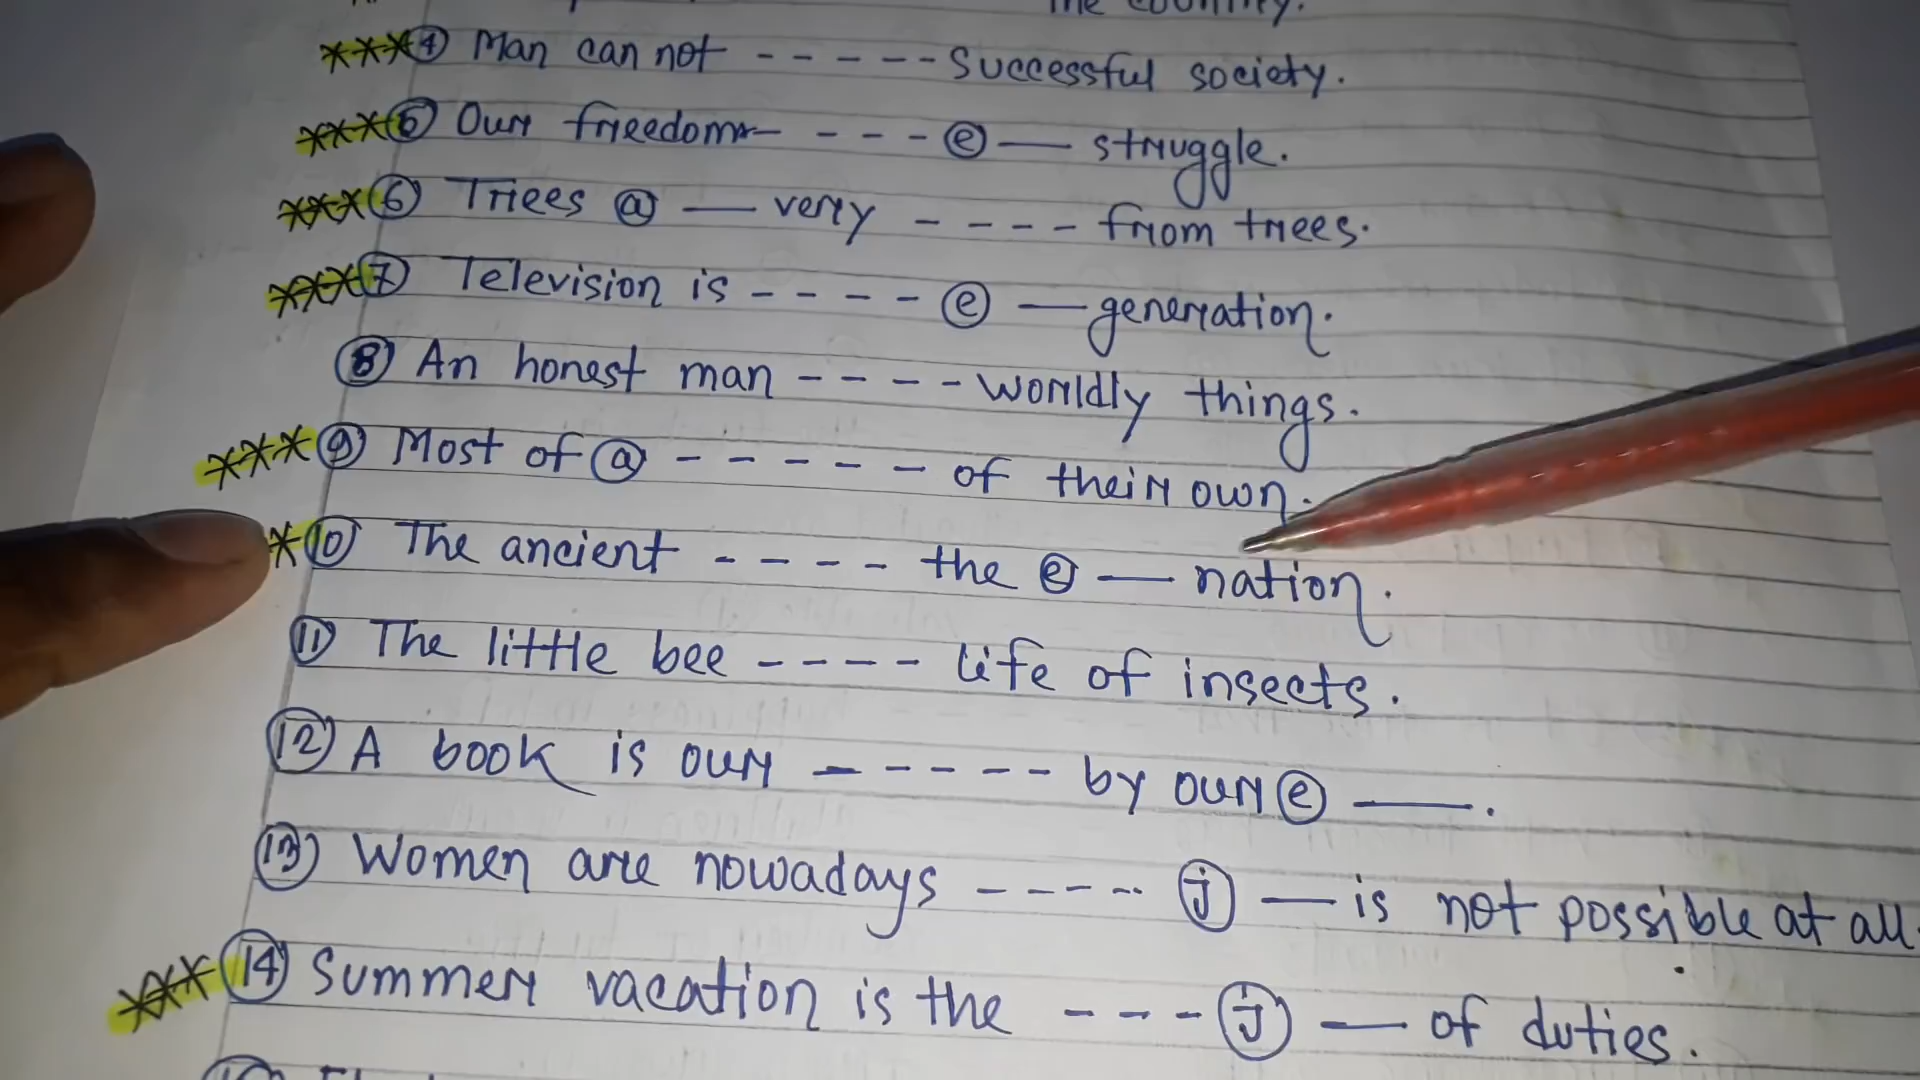 the country.
***④ Man can not ----- Successful society.
***⑤ Our freedom ---- ⓔ — struggle.
***⑥ Trees ⓐ — very ---- from trees.
***⑦ Television is ---- ⓔ — generation.
⑧ An honest man ---- worldly things.
***⑨ Most of ⓐ ----- of their own.
*⑩ The ancient ---- the ⓔ — nation.
⑪ The little bee ---- life of insects.
⑫ A book is our ----- by our ⓔ —.
⑬ Women are nowadays ----- ⓙ — is not possible at all.
***⑭ Summer vacation is the --- ⓙ — of duties.